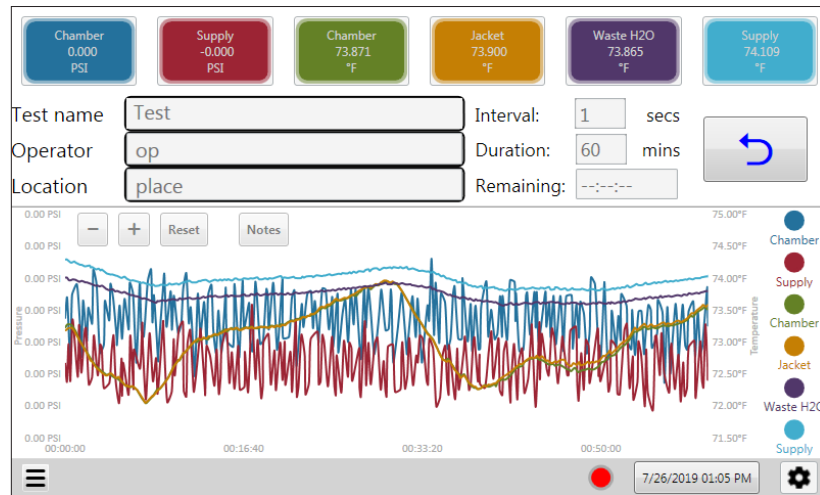 Chamber
0.000
PSI
Supply
-0.000
PSI
Chamber
73.871
°F
Jacket
73.900
°F
Waste H2O
73.865
°F
Supply
74.109
°F
Test name Test
Operator op
Location place
Interval: 1 secs
Duration: 60 mins
Remaining: --:--:--
− + Reset Notes
0.00 PSI
0.00 PSI
0.00 PSI
0.00 PSI
0.00 PSI
0.00 PSI
0.00 PSI
0.00 PSI
Pressure
75.00°F
74.50°F
74.00°F
73.50°F
73.00°F
72.50°F
72.00°F
71.50°F
Temperature
00:00:00 00:16:40 00:33:20 00:50:00
Chamber
Supply
Chamber
Jacket
Waste H2O
Supply
7/26/2019 01:05 PM